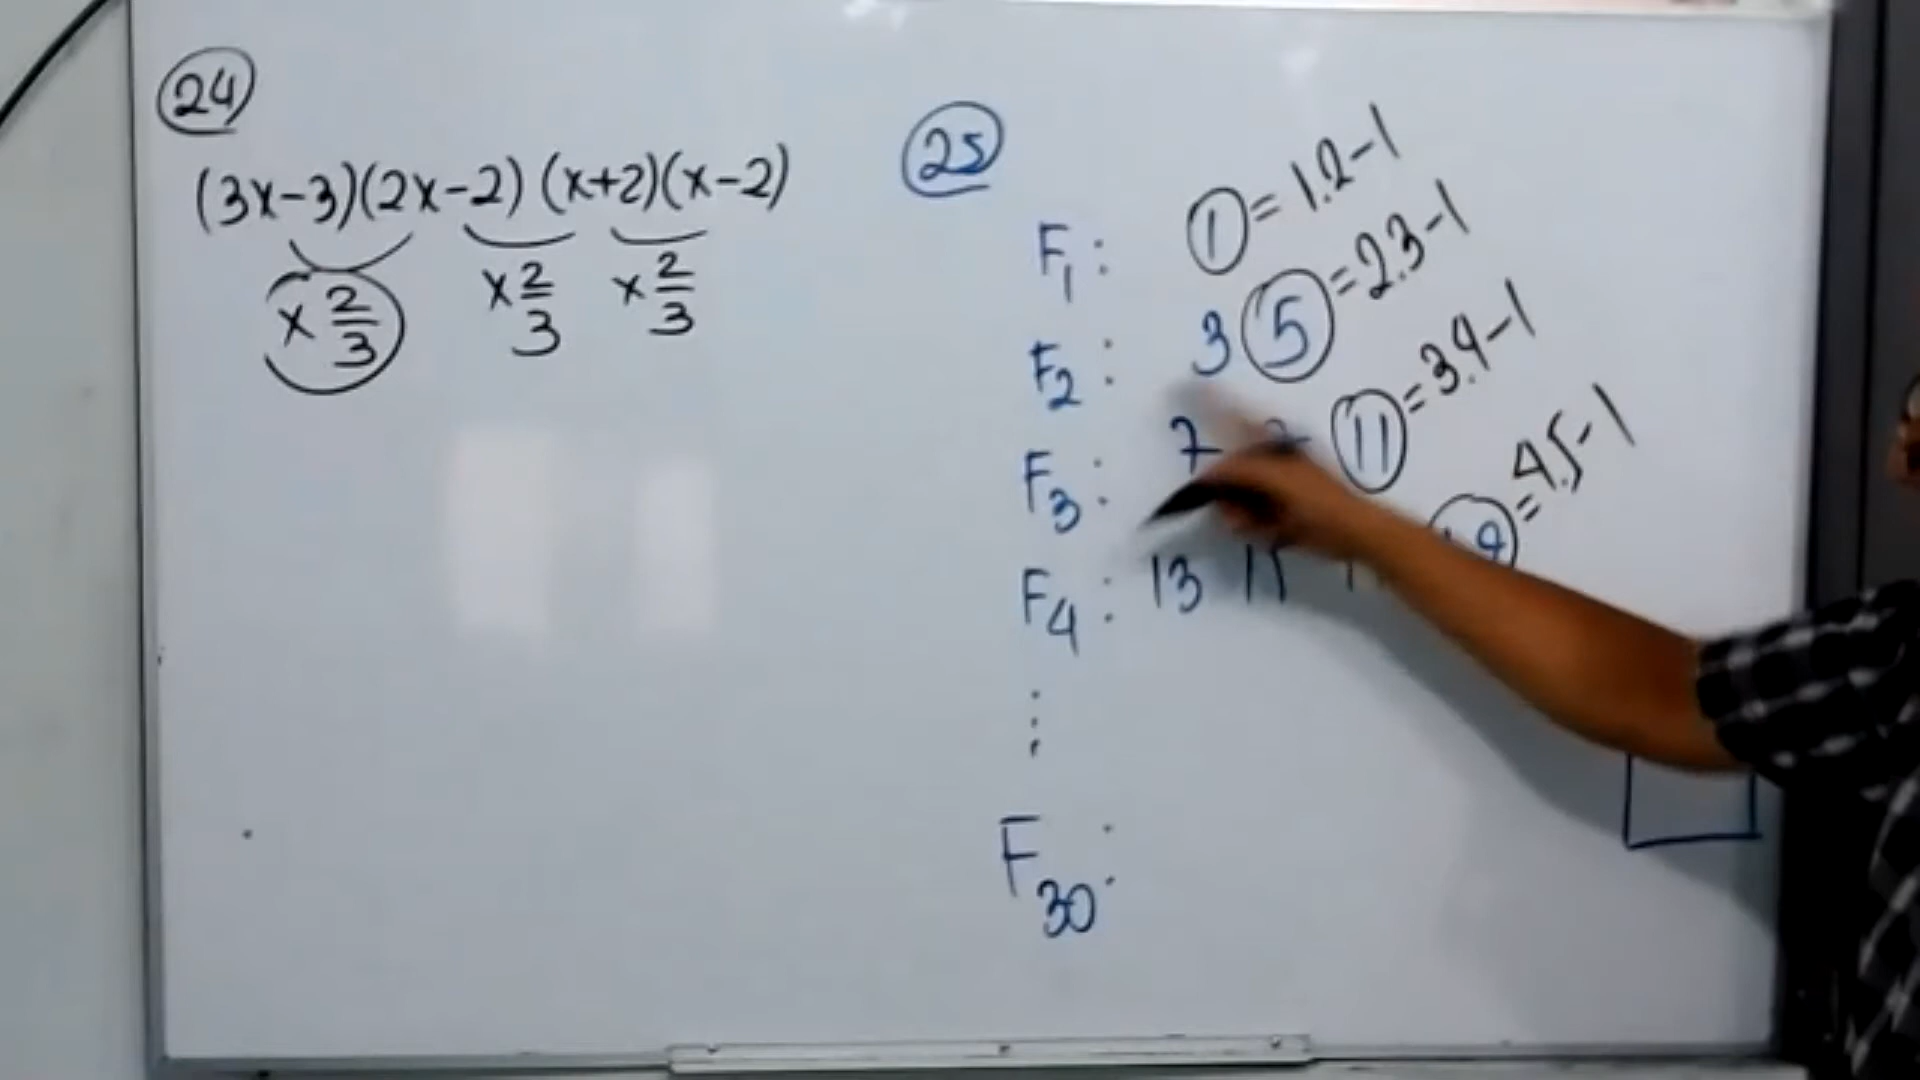 24
(3x-3)(2x-2)(x+2)(x-2)
x 2/3 x 2/3 x 2/3
25
F1: 1 = 1.2-1
F2: 3 5 = 2.3-1
F3: 7 11 = 3.4-1
F4: 13 15 = 4.5-1
⋮
F30: